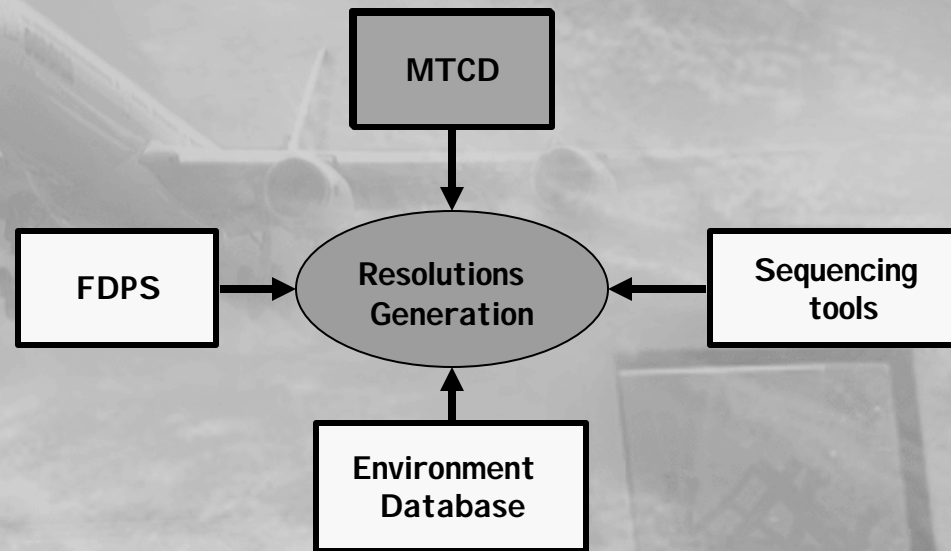 MTCD
FDPS
Resolutions
Generation
Sequencing
tools
Environment
Database